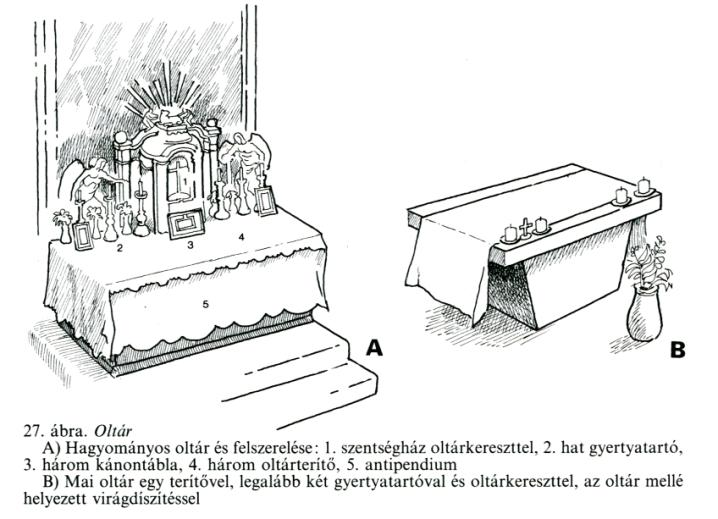 2
3
4
5
A
B
27. ábra. Oltár
A) Hagyományos oltár és felszerelése: 1. szentségház oltárkereszttel, 2. hat gyertyatartó,
3. három kánontábla, 4. három oltárterítő, 5. antipendium
B) Mai oltár egy terítővel, legalább két gyertyatartóval és oltárkereszttel, az oltár mellé
helyezett virágdíszítéssel